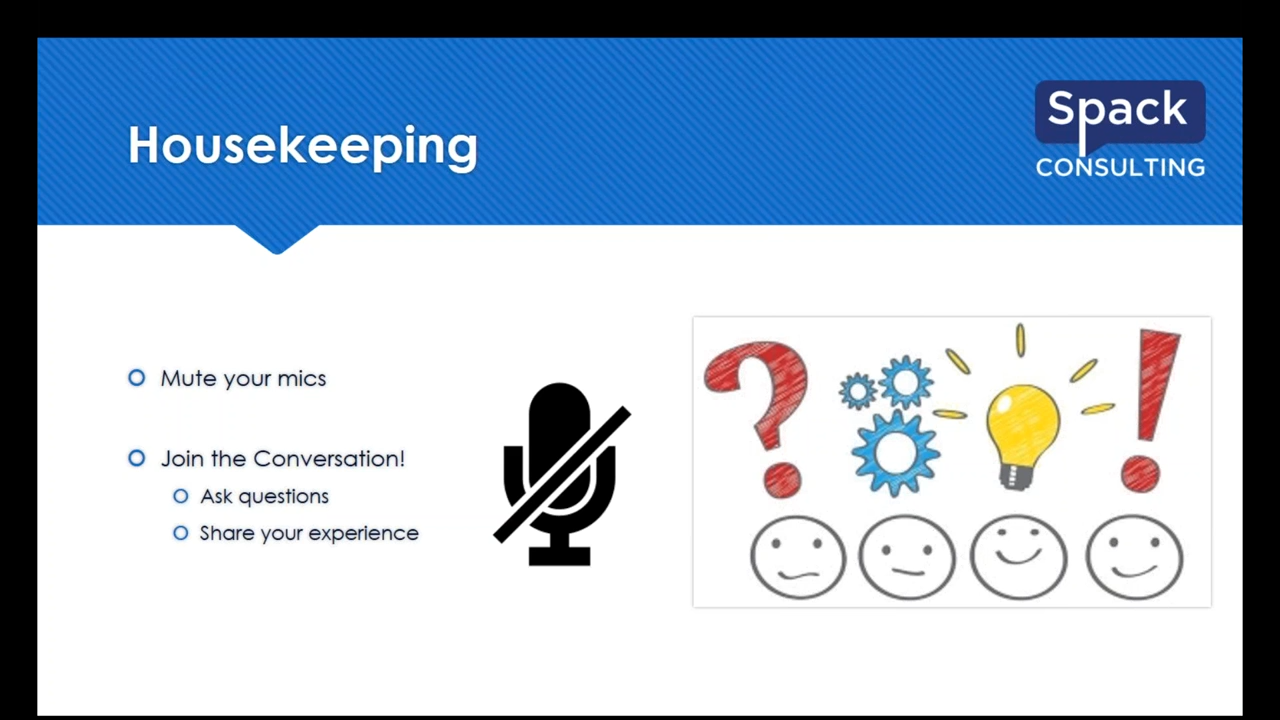 Housekeeping
Spack
CONSULTING
Mute your mics
Join the Conversation!
Ask questions
Share your experience